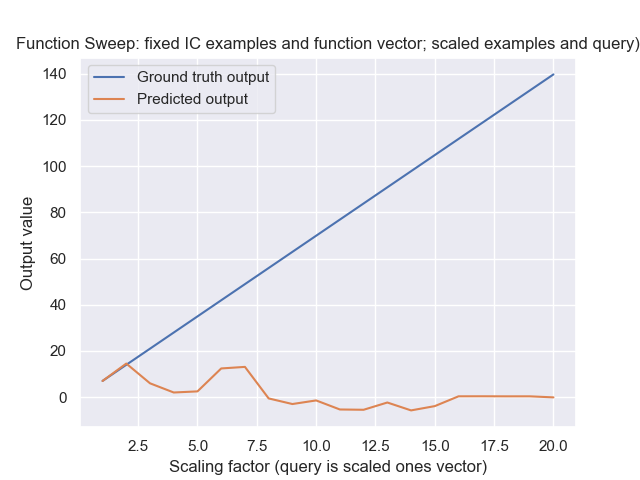 Function Sweep: fixed IC examples and function vector; scaled examples and query)
Ground truth output
Predicted output
140
120
100
80
60
40
20
0
Output value
2.5 5.0 7.5 10.0 12.5 15.0 17.5 20.0
Scaling factor (query is scaled ones vector)